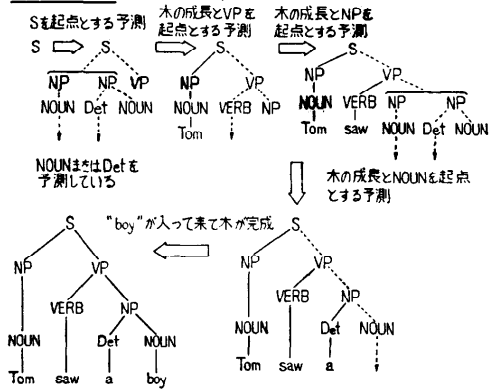 Sを起点とする予測
木の成長とVPを
起点とする予測
木の成長とNPを
起点とする予測
S
S
NP NP VP
NOUN Det NOUN
NOUNまたはDetを
予測している
S
NP VP
NOUN VERB NP
Tom
S
NP VP
NOUN VERB NP NP
Tom saw NOUN Det NOUN
木の成長とNOUNを起点
とする予測
"boy"が入って来て木が完成
S
NP VP
VERB NP
NOUN Det NOUN
Tom saw a
S
NP VP
VERB NP
NOUN Det NOUN
Tom saw a boy